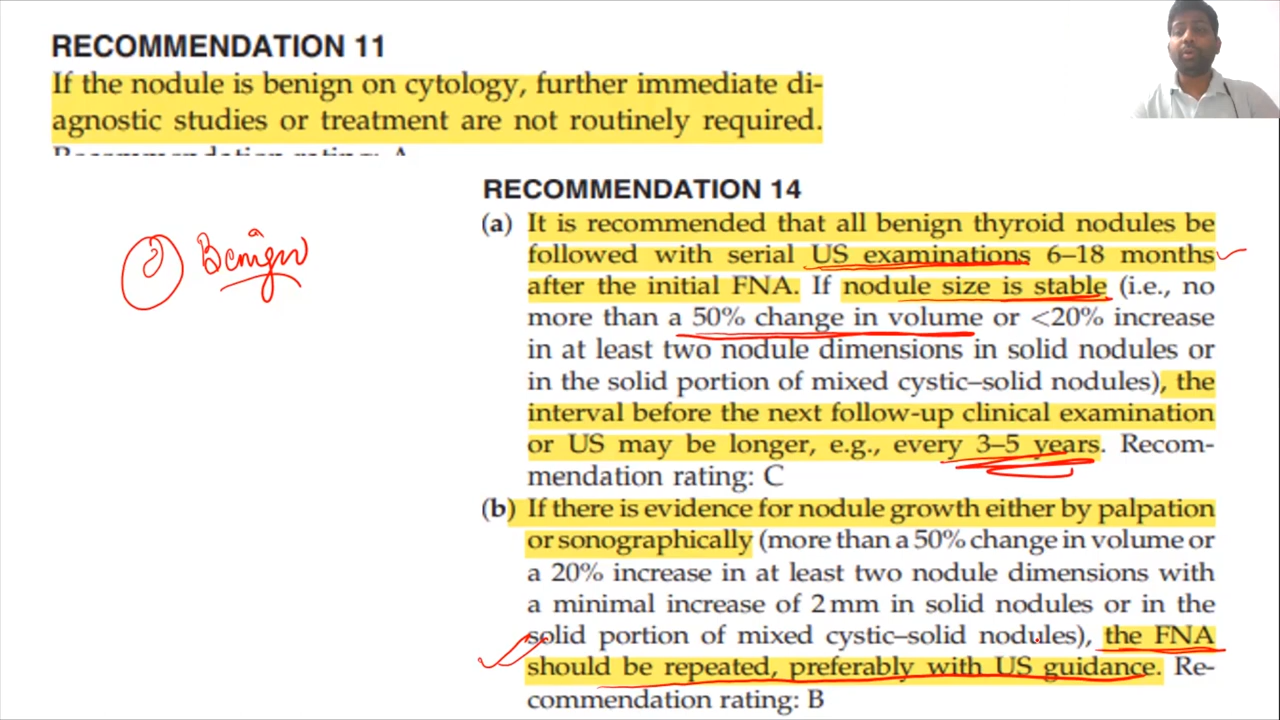 RECOMMENDATION 11
If the nodule is benign on cytology, further immediate di-
agnostic studies or treatment are not routinely required.
Recommendation rating: A
② Benign
RECOMMENDATION 14
(a) It is recommended that all benign thyroid nodules be
followed with serial US examinations 6–18 months
after the initial FNA. If nodule size is stable (i.e., no
more than a 50% change in volume or <20% increase
in at least two nodule dimensions in solid nodules or
in the solid portion of mixed cystic–solid nodules), the
interval before the next follow-up clinical examination
or US may be longer, e.g., every 3–5 years. Recom-
mendation rating: C
(b) If there is evidence for nodule growth either by palpation
or sonographically (more than a 50% change in volume or
a 20% increase in at least two nodule dimensions with
a minimal increase of 2 mm in solid nodules or in the
solid portion of mixed cystic–solid nodules), the FNA
should be repeated, preferably with US guidance. Re-
commendation rating: B